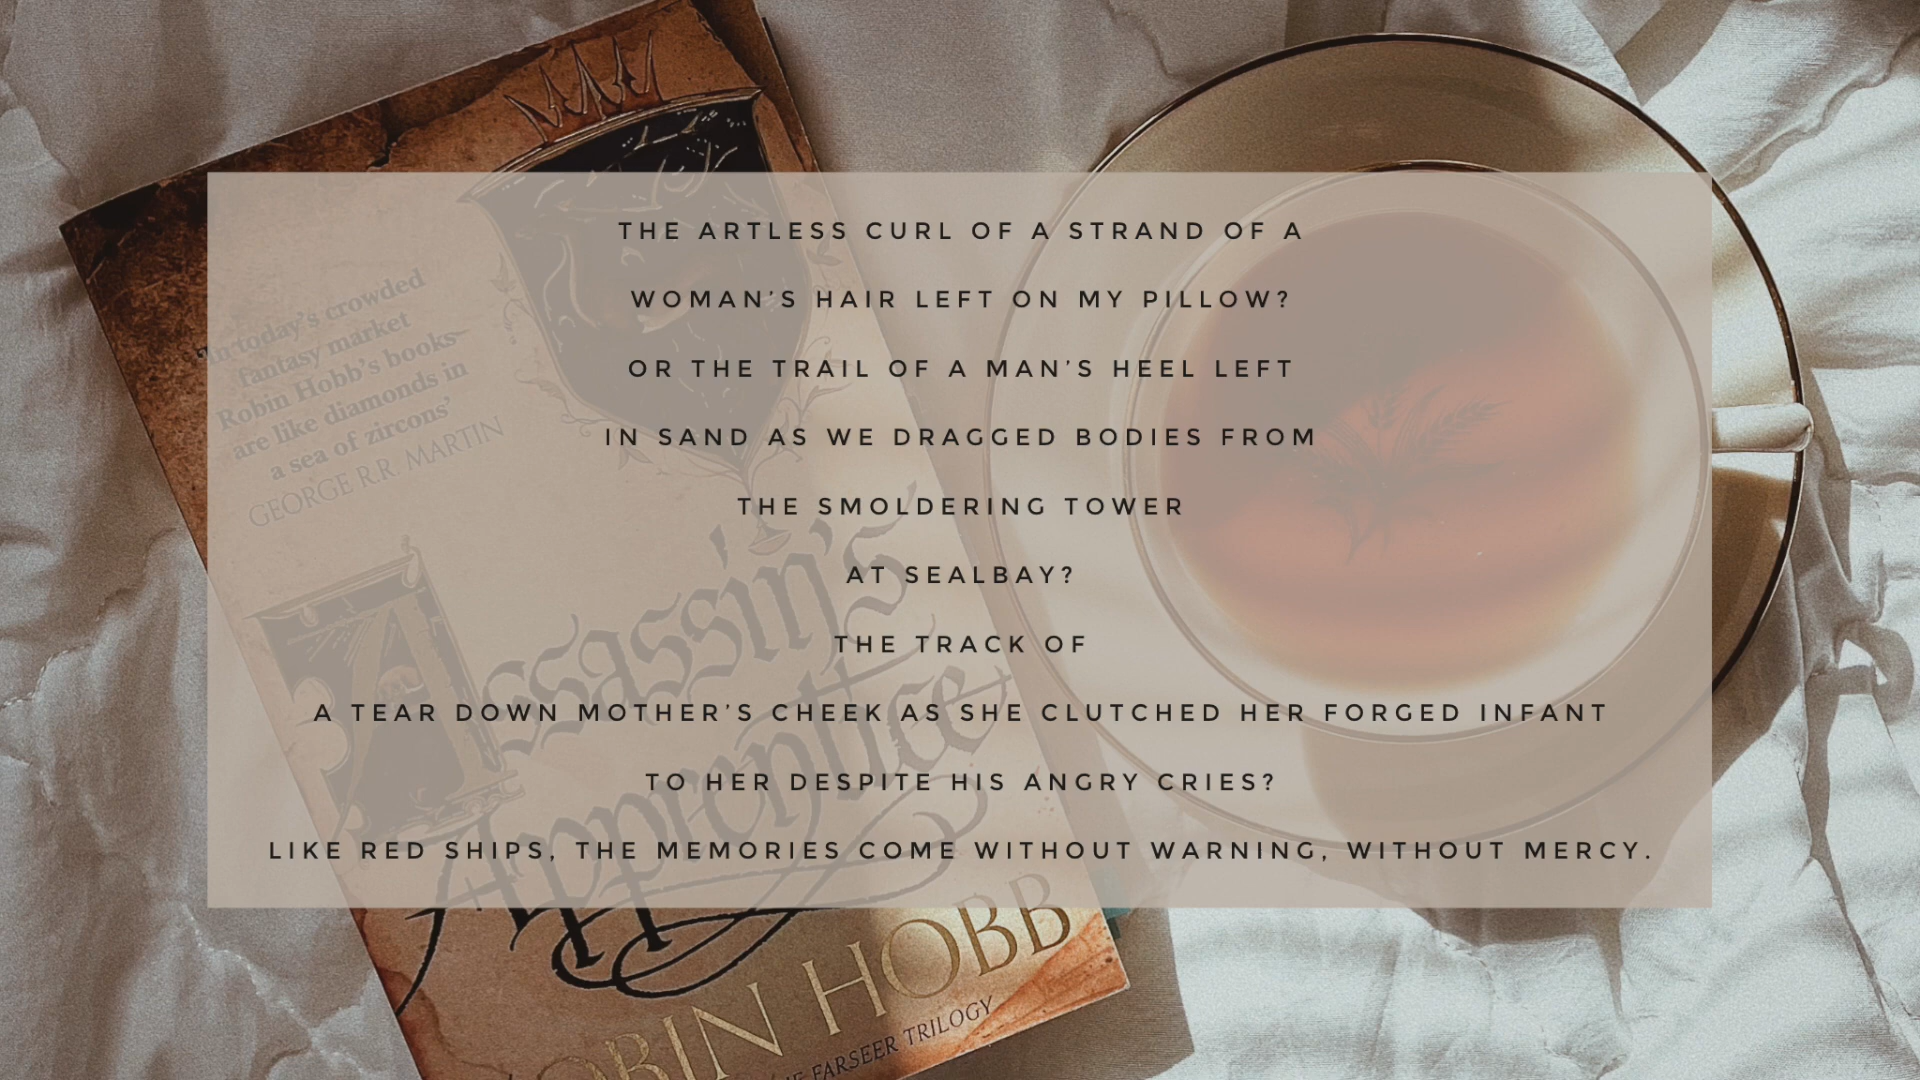 THE ARTLESS CURL OF A STRAND OF A
WOMAN'S HAIR LEFT ON MY PILLOW?
OR THE TRAIL OF A MAN'S HEEL LEFT
IN SAND AS WE DRAGGED BODIES FROM
THE SMOLDERING TOWER
AT SEALBAY?
THE TRACK OF
A TEAR DOWN MOTHER'S CHEEK AS SHE CLUTCHED HER FORGED INFANT
TO HER DESPITE HIS ANGRY CRIES?
LIKE RED SHIPS, THE MEMORIES COME WITHOUT WARNING, WITHOUT MERCY.
'In today's crowded
fantasy market
Robin Hobb's books
are like diamonds in
a sea of zircons'
GEORGE R.R. MARTIN
Assassin's
Apprentice
OBIN HOBB
FARSEER TRILOGY